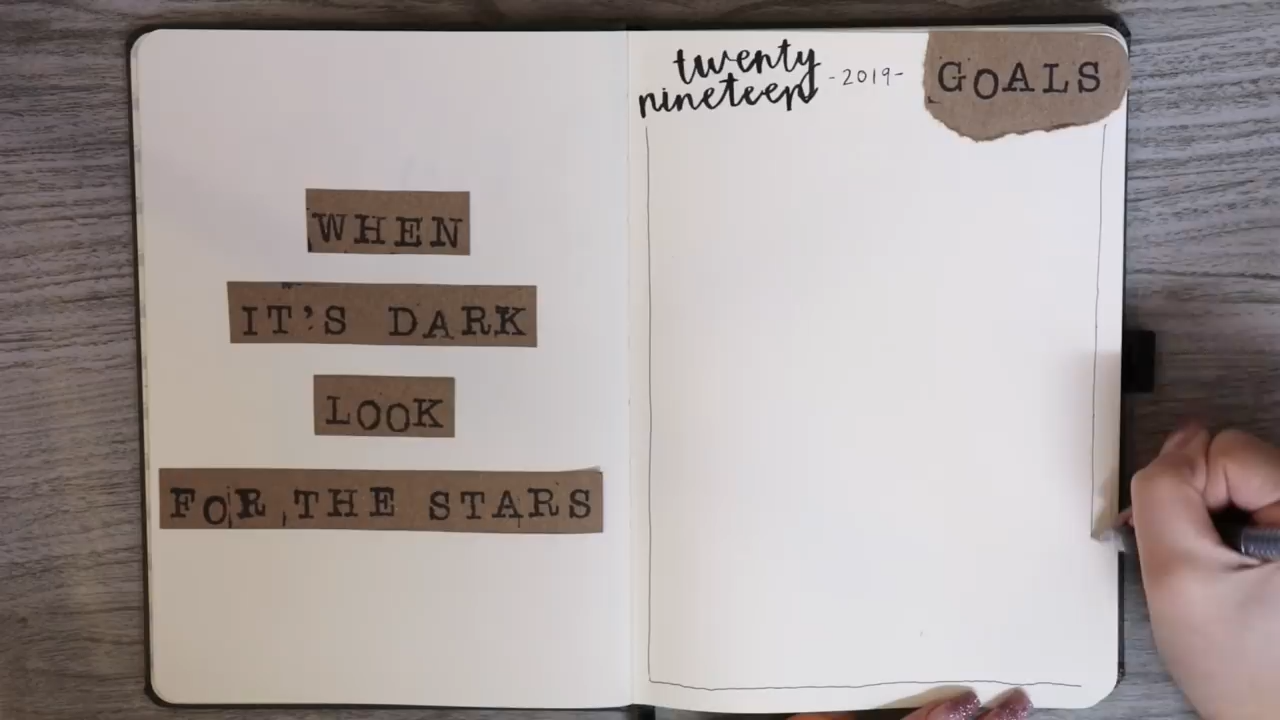 WHEN
IT'S DARK
LOOK
FOR THE STARS
twenty
nineteen
-2019-
GOALS